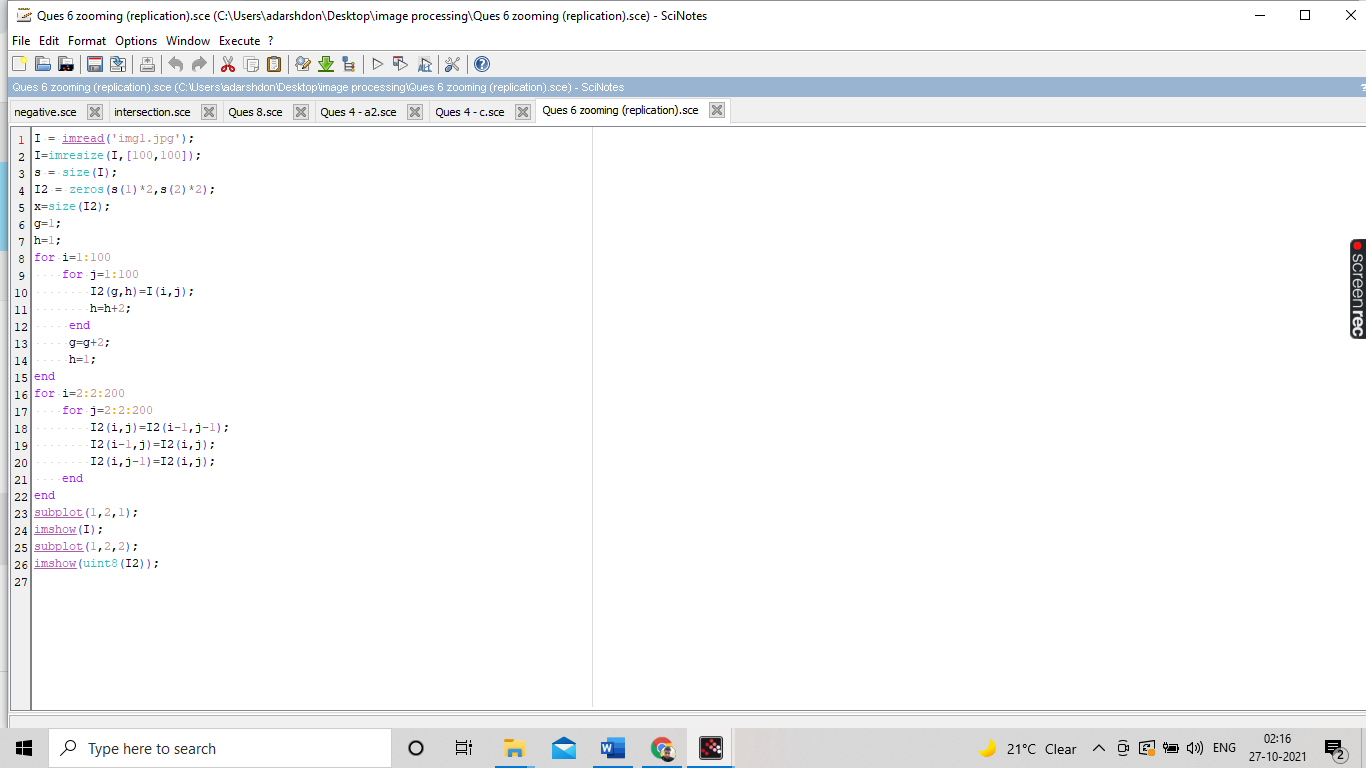 Ques 6 zooming (replication).sce (C:\Users\adarshdon\Desktop\image processing\Ques 6 zooming (replication).sce) - SciNotes
File Edit Format Options Window Execute ?
Ques 6 zooming (replication).sce (C:\Users\adarshdon\Desktop\image processing\Ques 6 zooming (replication).sce) - SciNotes
negative.sce intersection.sce Ques 8.sce Ques 4 - a2.sce Ques 4 - c.sce Ques 6 zooming (replication).sce
1 I = imread('img1.jpg');
2 I=imresize(I,[100,100]);
3 s = size(I);
4 I2 = zeros(s(1)*2,s(2)*2);
5 x=size(I2);
6 g=1;
7 h=1;
8 for i=1:100
9 for j=1:100
10 I2(g,h)=I(i,j);
11 h=h+2;
12 end
13 g=g+2;
14 h=1;
15 end
16 for i=2:2:200
17 for j=2:2:200
18 I2(i,j)=I2(i-1,j-1);
19 I2(i-1,j)=I2(i,j);
20 I2(i,j-1)=I2(i,j);
21 end
22 end
23 subplot(1,2,1);
24 imshow(I);
25 subplot(1,2,2);
26 imshow(uint8(I2));
27
screenrec
Type here to search
21°C Clear
ENG
02:16
27-10-2021
2